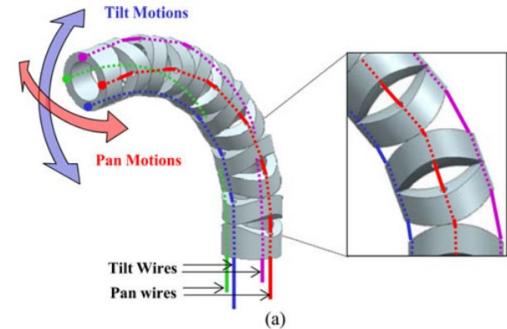 Tilt Motions
Pan Motions
Tilt Wires
Pan wires
(a)